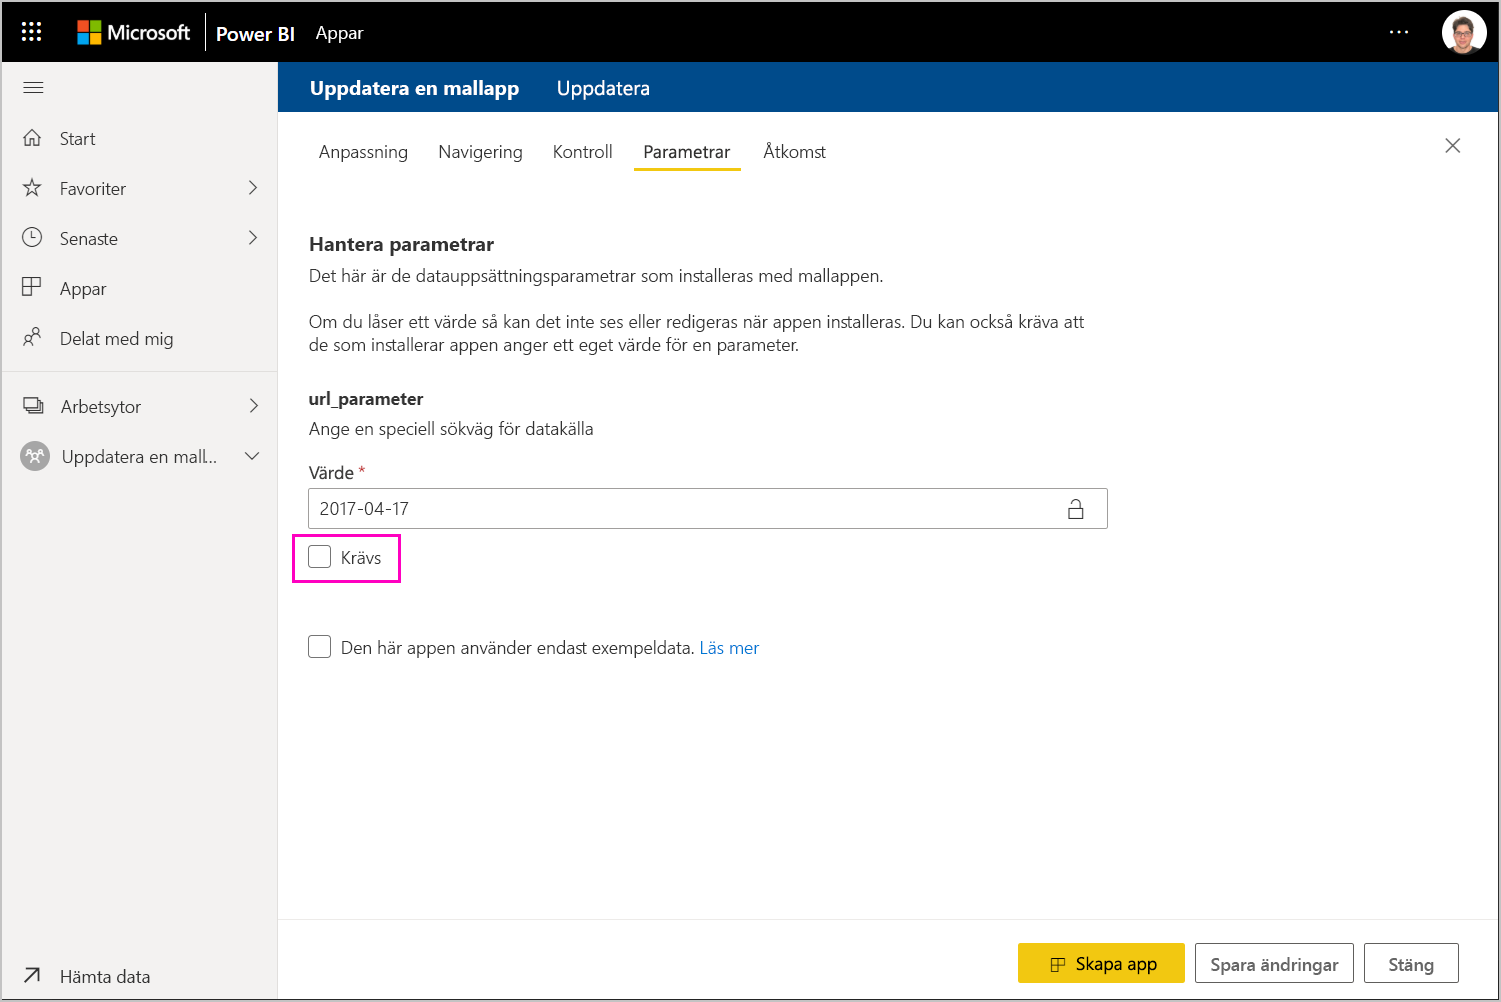 Microsoft Power BI Appar
Uppdatera en mallapp Uppdatera
Start
Favoriter
Senaste
Appar
Delat med mig
Arbetsytor
Uppdatera en mall...
Hämta data
Anpassning Navigering Kontroll Parametrar Åtkomst
Hantera parametrar
Det här är de datauppsättningsparametrar som installeras med mallappen.
Om du låser ett värde så kan det inte ses eller redigeras när appen installeras. Du kan också kräva att
de som installerar appen anger ett eget värde för en parameter.
url_parameter
Ange en speciell sökväg för datakälla
Värde *
2017-04-17
Krävs
Den här appen använder endast exempeldata. Läs mer
Skapa app Spara ändringar Stäng